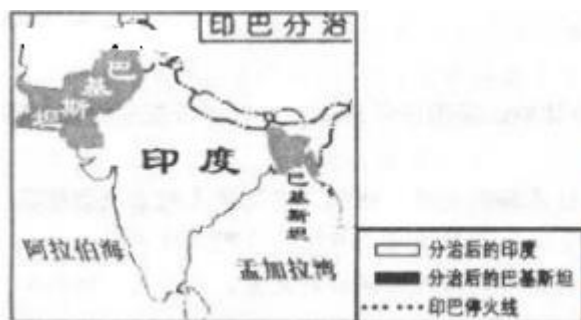 印巴分治
巴
基
斯
坦
印度
巴基斯坦
阿拉伯海
孟加拉湾
分治后的印度
分治后的巴基斯坦
印巴停火线